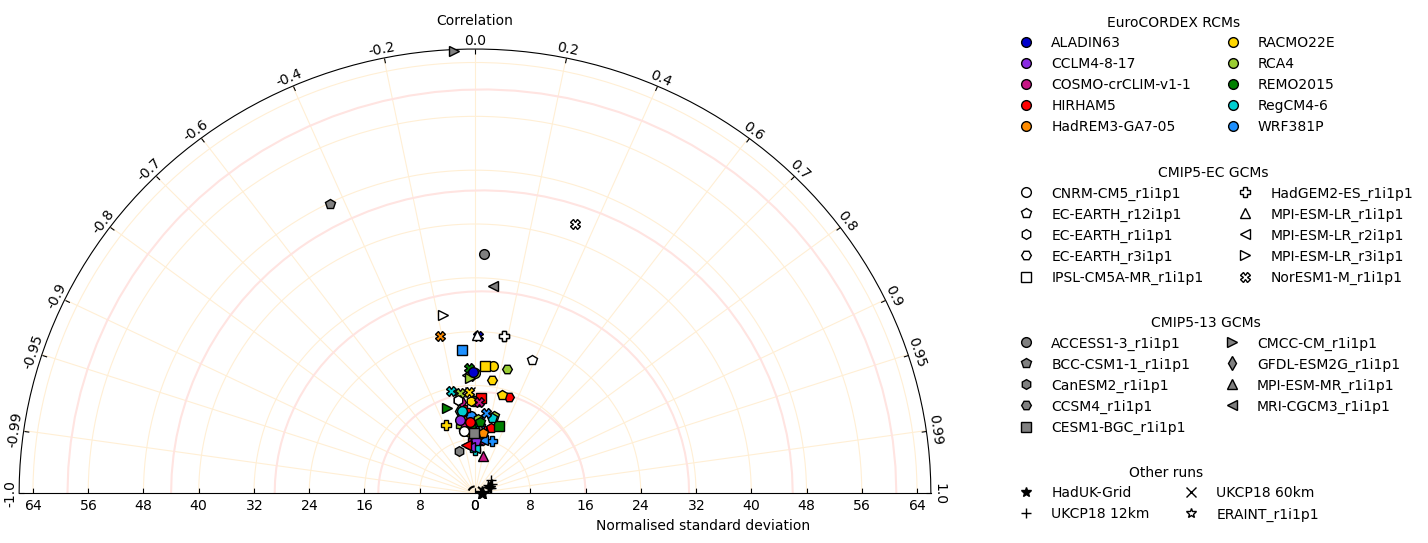 Correlation
-1.0
-0.99
-0.95
-0.9
-0.8
-0.7
-0.6
-0.4
-0.2
0.0
0.2
0.4
0.6
0.7
0.8
0.9
0.95
0.99
1.0
64 56 48 40 32 24 16 8 0 8 16 24 32 40 48 56 64
Normalised standard deviation
EuroCORDEX RCMs
ALADIN63 RACMO22E
CCLM4-8-17 RCA4
COSMO-crCLIM-v1-1 REMO2015
HIRHAM5 RegCM4-6
HadREM3-GA7-05 WRF381P
CMIP5-EC GCMs
CNRM-CM5_r1i1p1 HadGEM2-ES_r1i1p1
EC-EARTH_r12i1p1 MPI-ESM-LR_r1i1p1
EC-EARTH_r1i1p1 MPI-ESM-LR_r2i1p1
EC-EARTH_r3i1p1 MPI-ESM-LR_r3i1p1
IPSL-CM5A-MR_r1i1p1 NorESM1-M_r1i1p1
CMIP5-13 GCMs
ACCESS1-3_r1i1p1 CMCC-CM_r1i1p1
BCC-CSM1-1_r1i1p1 GFDL-ESM2G_r1i1p1
CanESM2_r1i1p1 MPI-ESM-MR_r1i1p1
CCSM4_r1i1p1 MRI-CGCM3_r1i1p1
CESM1-BGC_r1i1p1
Other runs
HadUK-Grid UKCP18 60km
UKCP18 12km ERAINT_r1i1p1